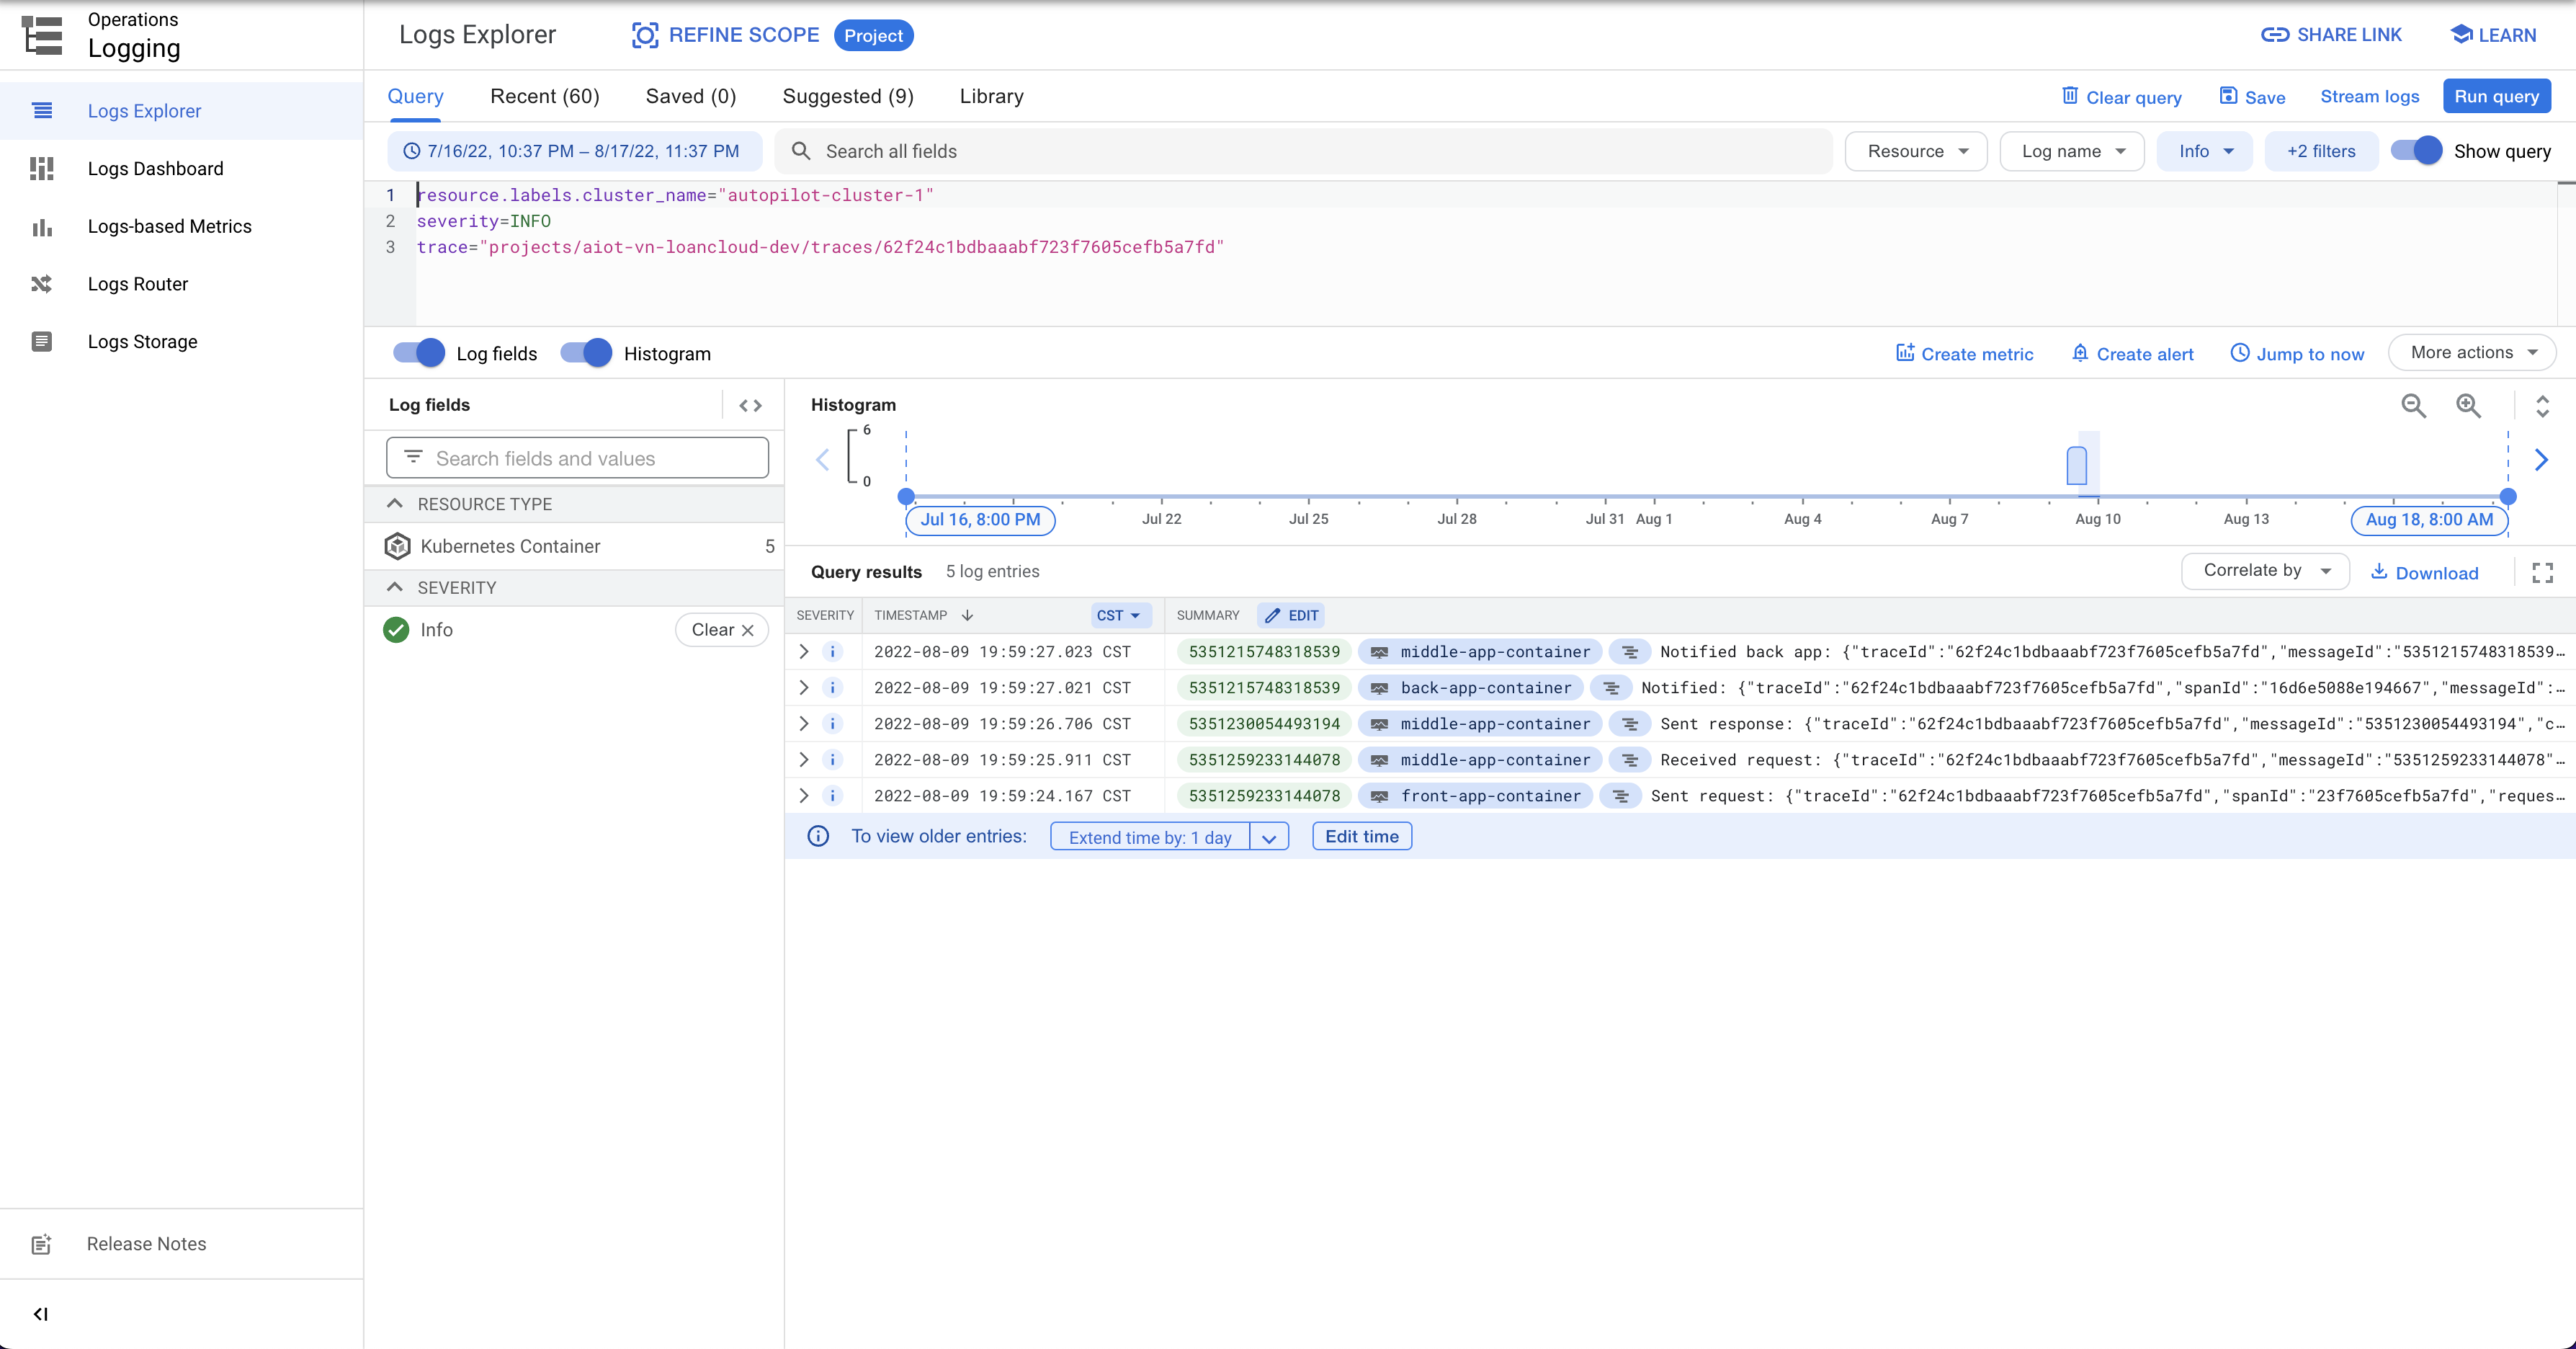 Operations
Logging
Logs Explorer
REFINE SCOPE
Project
SHARE LINK
LEARN
Logs Explorer
Logs Dashboard
Logs-based Metrics
Logs Router
Logs Storage
Release Notes
Query
Recent (60)
Saved (0)
Suggested (9)
Library
Clear query
Save
Stream logs
Run query
7/16/22, 10:37 PM – 8/17/22, 11:37 PM
Search all fields
Resource
Log name
Info
+2 filters
Show query
1 resource.labels.cluster_name="autopilot-cluster-1"
2 severity=INFO
3 trace="projects/aiot-vn-loancloud-dev/traces/62f24c1bdbaaabf723f7605cefb5a7fd"
Log fields
Histogram
Create metric
Create alert
Jump to now
More actions
Log fields
Search fields and values
RESOURCE TYPE
Kubernetes Container 5
SEVERITY
Info
Clear
Histogram
6
0
Jul 16, 8:00 PM
Jul 22
Jul 25
Jul 28
Jul 31
Aug 1
Aug 4
Aug 7
Aug 10
Aug 13
Aug 18, 8:00 AM
Query results
5 log entries
Correlate by
Download
SEVERITY
TIMESTAMP
CST
SUMMARY
EDIT
i 2022-08-09 19:59:27.023 CST 5351215748318539 middle-app-container Notified back app: {"traceId":"62f24c1bdbaaabf723f7605cefb5a7fd","messageId":"5351215748318539…
i 2022-08-09 19:59:27.021 CST 5351215748318539 back-app-container Notified: {"traceId":"62f24c1bdbaaabf723f7605cefb5a7fd","spanId":"16d6e5088e194667","messageId":…
i 2022-08-09 19:59:26.706 CST 5351230054493194 middle-app-container Sent response: {"traceId":"62f24c1bdbaaabf723f7605cefb5a7fd","messageId":"5351230054493194","c…
i 2022-08-09 19:59:25.911 CST 5351259233144078 middle-app-container Received request: {"traceId":"62f24c1bdbaaabf723f7605cefb5a7fd","messageId":"5351259233144078"…
i 2022-08-09 19:59:24.167 CST 5351259233144078 front-app-container Sent request: {"traceId":"62f24c1bdbaaabf723f7605cefb5a7fd","spanId":"23f7605cefb5a7fd","reques…
To view older entries:
Extend time by: 1 day
Edit time